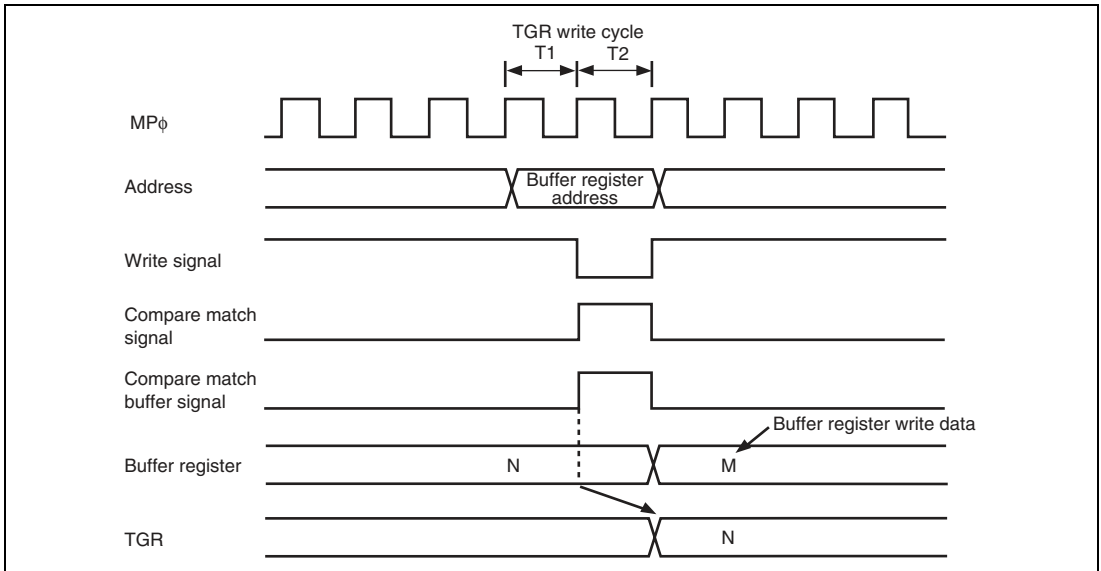 TGR write cycle
T1 T2
MPϕ
Address
Buffer register
address
Write signal
Compare match
signal
Compare match
buffer signal
Buffer register write data
Buffer register
N M
TGR
N